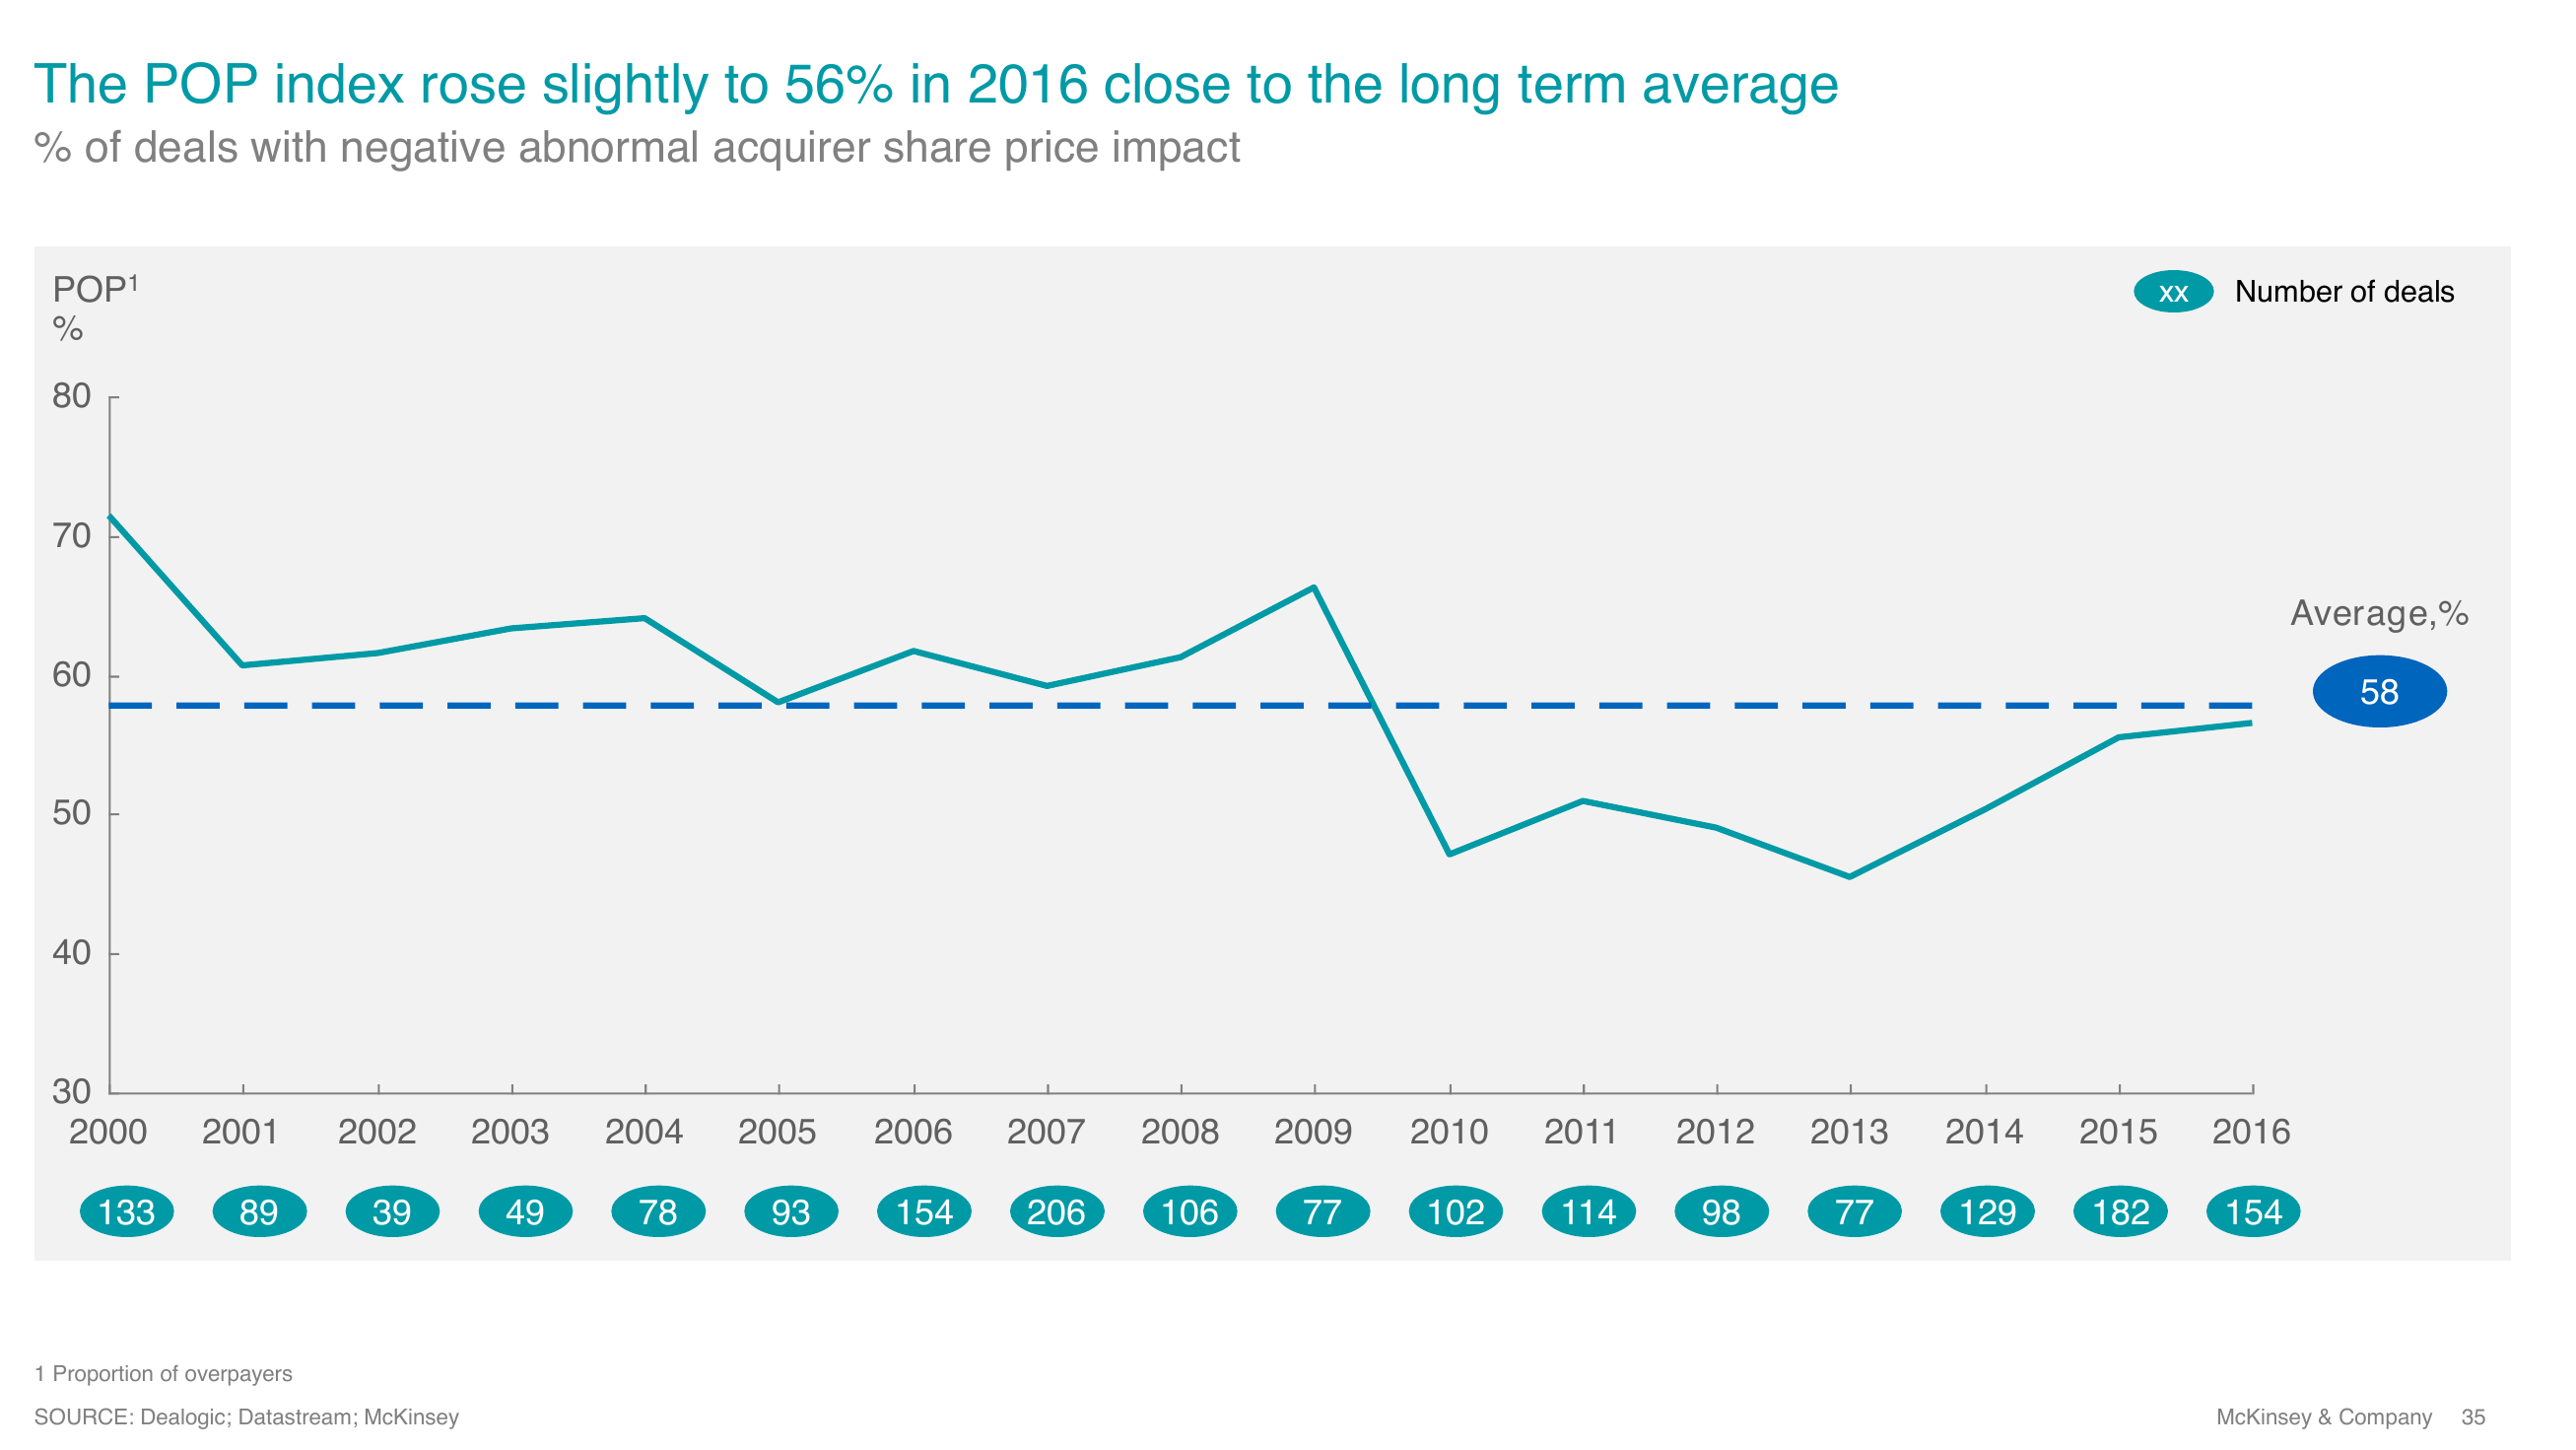 The POP index rose slightly to 56% in 2016 close to the long term average
% of deals with negative abnormal acquirer share price impact
POP1
%
xx Number of deals
80
70
60
50
40
30
Average,%
58
2000 2001 2002 2003 2004 2005 2006 2007 2008 2009 2010 2011 2012 2013 2014 2015 2016
133 89 39 49 78 93 154 206 106 77 102 114 98 77 129 182 154
1 Proportion of overpayers
SOURCE: Dealogic; Datastream; McKinsey
McKinsey & Company 35